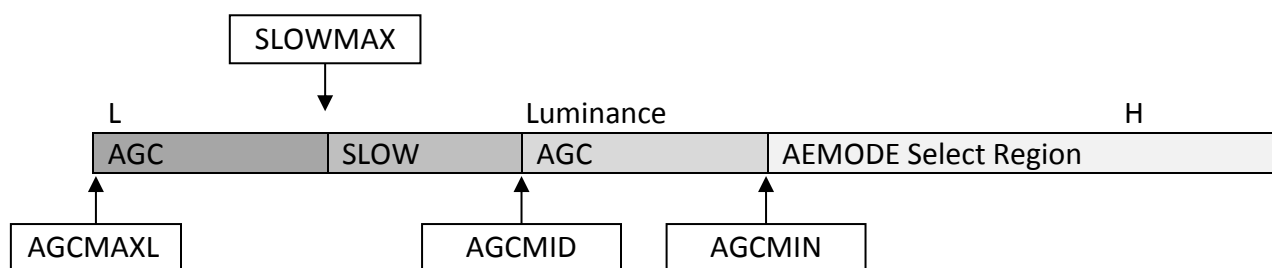 SLOWMAX
L Luminance H
AGC SLOW AGC AEMODE Select Region
AGCMAXL AGCMID AGCMIN